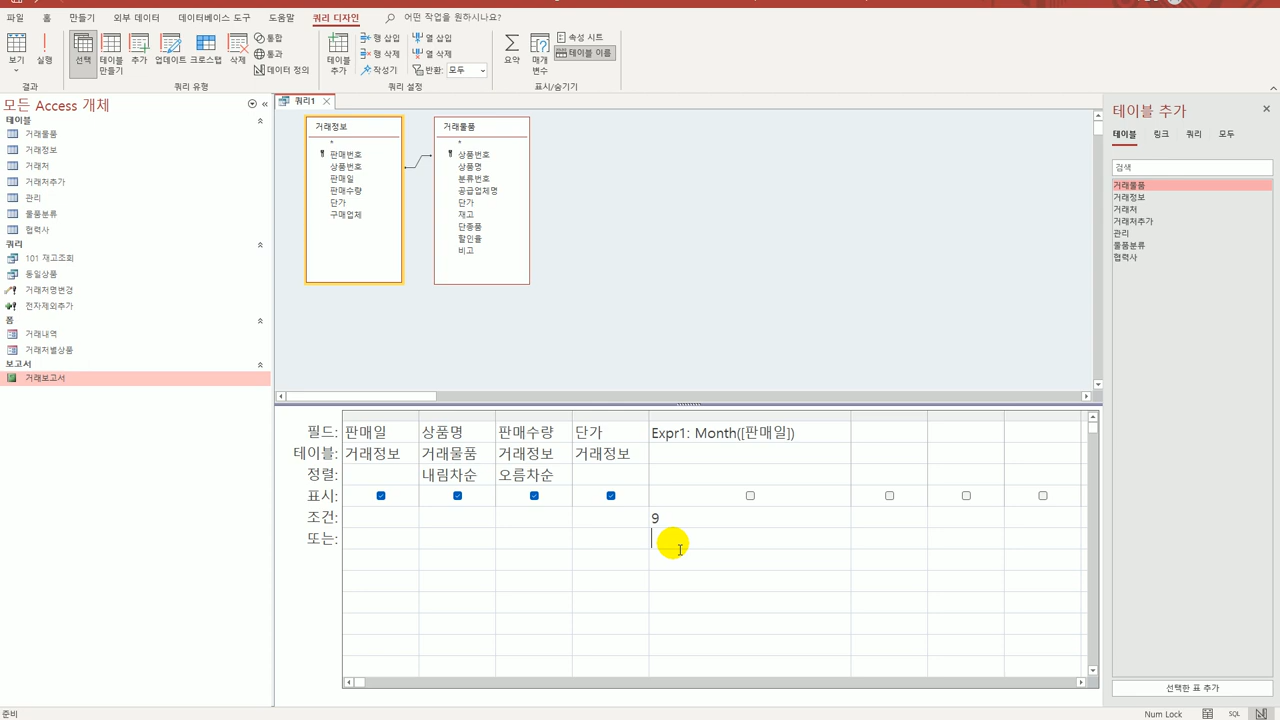 파일 홈 만들기 외부 데이터 데이터베이스 도구 도움말 쿼리 디자인 어떤 작업을 원하시나요?
보기
실행
결과
선택
테이블
만들기
추가
업데이트
크로스탭
삭제
통합
통과
데이터 정의
쿼리 유형
테이블
추가
행 삽입
행 삭제
작성기
열 삽입
열 삭제
반환: 모두
쿼리 설정
요약
매개
변수
속성 시트
테이블 이름
표시/숨기기
모든 Access 개체
테이블
거래물품
거래정보
거래처
거래처추가
관리
물품분류
협력사
쿼리
101 재고조회
동일상품
거래저명변경
전자제외추가
폼
거래내역
거래처별상품
보고서
거래보고서
쿼리1
거래정보
*
판매번호
상품번호
판매일
판매수량
단가
구매업체
거래물품
*
상품번호
상품명
분류번호
공급업체명
단가
재고
단종품
할인율
비고
필드: 판매일 상품명 판매수량 단가 Expr1: Month([판매일])
테이블: 거래정보 거래물품 거래정보 거래정보
정렬: 내림차순 오름차순
표시:
조건: 9
또는:
테이블 추가
테이블 링크 쿼리 모두
검색
거래물품
거래정보
거래처
거래처추가
관리
물품분류
협력사
선택한 표 추가
준비
Num Lock
SQL